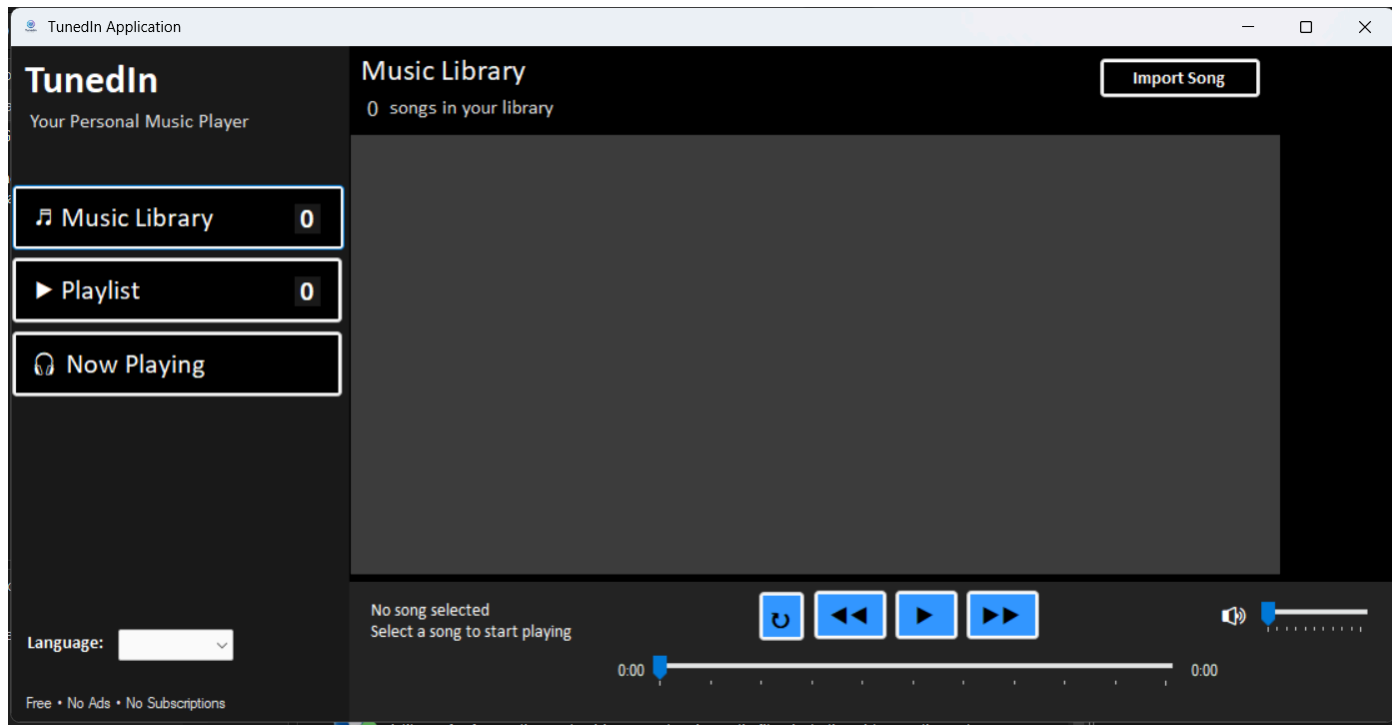 TunedIn Application
TunedIn
Your Personal Music Player
Music Library 0
Playlist 0
Now Playing
Language:
Free • No Ads • No Subscriptions
Music Library
0 songs in your library
Import Song
No song selected
Select a song to start playing
0:00
0:00